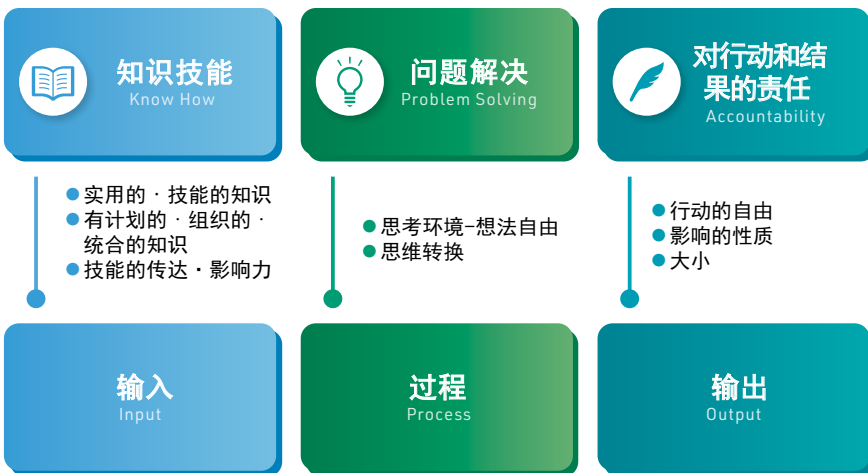 知识技能
Know How
问题解决
Problem Solving
对行动和结
果的责任
Accountability
实用的·技能的知识
有计划的·组织的·
统合的知识
技能的传达·影响力
思考环境-想法自由
思维转换
行动的自由
影响的性质
大小
输入
Input
过程
Process
输出
Output